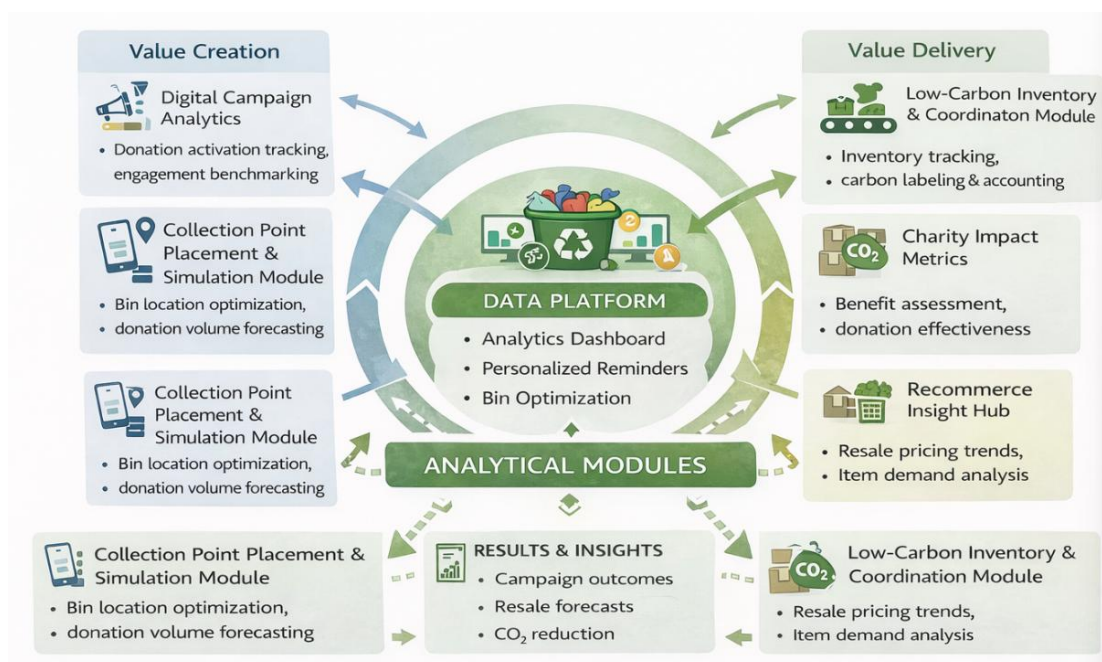 Value Creation
Digital Campaign
Analytics
• Donation activation tracking,
engagement benchmarking
Collection Point
Placement &
Simulation Module
• Bin location optimization,
• donation volume forecasting
Collection Point
Placement &
Simulation Module
• Bin location optimization,
• donation volume forecasting
DATA PLATFORM
• Analytics Dashboard
• Personalized Reminders
• Bin Optimization
ANALYTICAL MODULES
Value Delivery
Low-Carbon Inventory
& Coordinaton Module
• Inventory tracking,
• carbon labeling & accounting
CO₂
Charity Impact
Metrics
• Benefit assessment,
• donation effectiveness
Recommerce
Insight Hub
• Resale pricing trends,
• Item demand analysis
Collection Point Placement &
Simulation Module
• Bin location optimization,
• donation volume forecasting
RESULTS & INSIGHTS
• Campaign outcomes
• Resale forecasts
• CO₂ reduction
CO₂
Low-Carbon Inventory &
Coordination Module
• Resale pricing trends,
• Item demand analysis